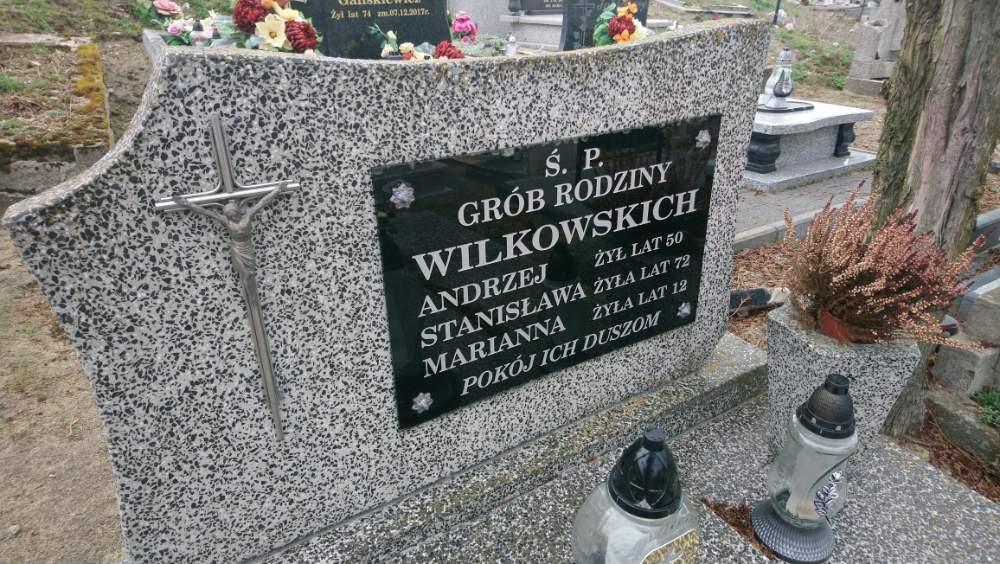 Gańskiewicz
Żył lat 74 zm.07.12.2017r.
Ś. P.
GRÓB RODZINY
WILKOWSKICH
ANDRZEJ ŻYŁ LAT 50
STANISŁAWA ŻYŁA LAT 72
MARIANNA ŻYŁA LAT 12
POKÓJ ICH DUSZOM